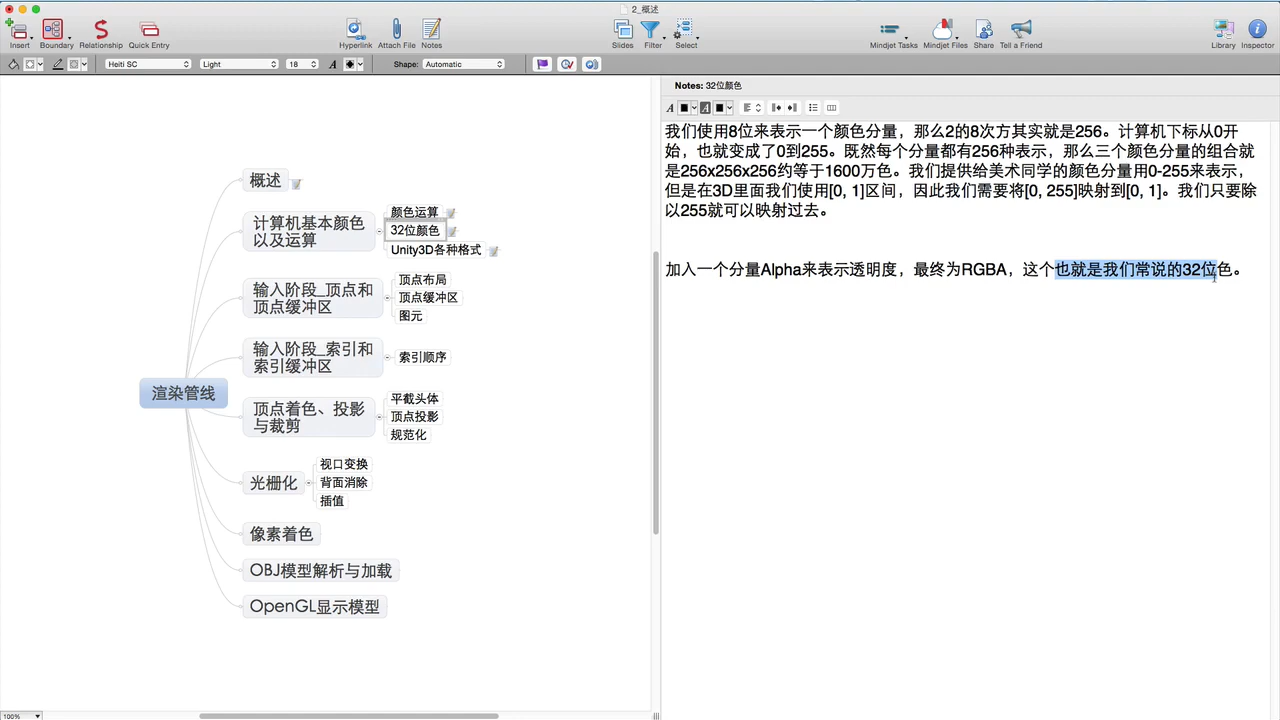 2_概述
Insert
Boundary
Relationship
Quick Entry
Hyperlink
Attach File
Notes
Slides
Filter
Select
Mindjet Tasks
Mindjet Files
Share
Tell a Friend
Library
Inspector
Heiti SC
Light
18
Shape:
Automatic
Notes: 32位颜色
我们使用8位来表示一个颜色分量，那么2的8次方其实就是256。计算机下标从0开
始，也就变成了0到255。既然每个分量都有256种表示，那么三个颜色分量的组合就
是256x256x256约等于1600万色。我们提供给美术同学的颜色分量用0-255来表示，
但是在3D里面我们使用[0, 1]区间，因此我们需要将[0, 255]映射到[0, 1]。我们只要除
以255就可以映射过去。
加入一个分量Alpha来表示透明度，最终为RGBA，这个也就是我们常说的32位色。
渲染管线
概述
计算机基本颜色
以及运算
颜色运算
32位颜色
Unity3D各种格式
输入阶段_顶点和
顶点缓冲区
顶点布局
顶点缓冲区
图元
输入阶段_索引和
索引缓冲区
索引顺序
顶点着色、投影
与裁剪
平截头体
顶点投影
规范化
光栅化
视口变换
背面消除
插值
像素着色
OBJ模型解析与加载
OpenGL显示模型
100%